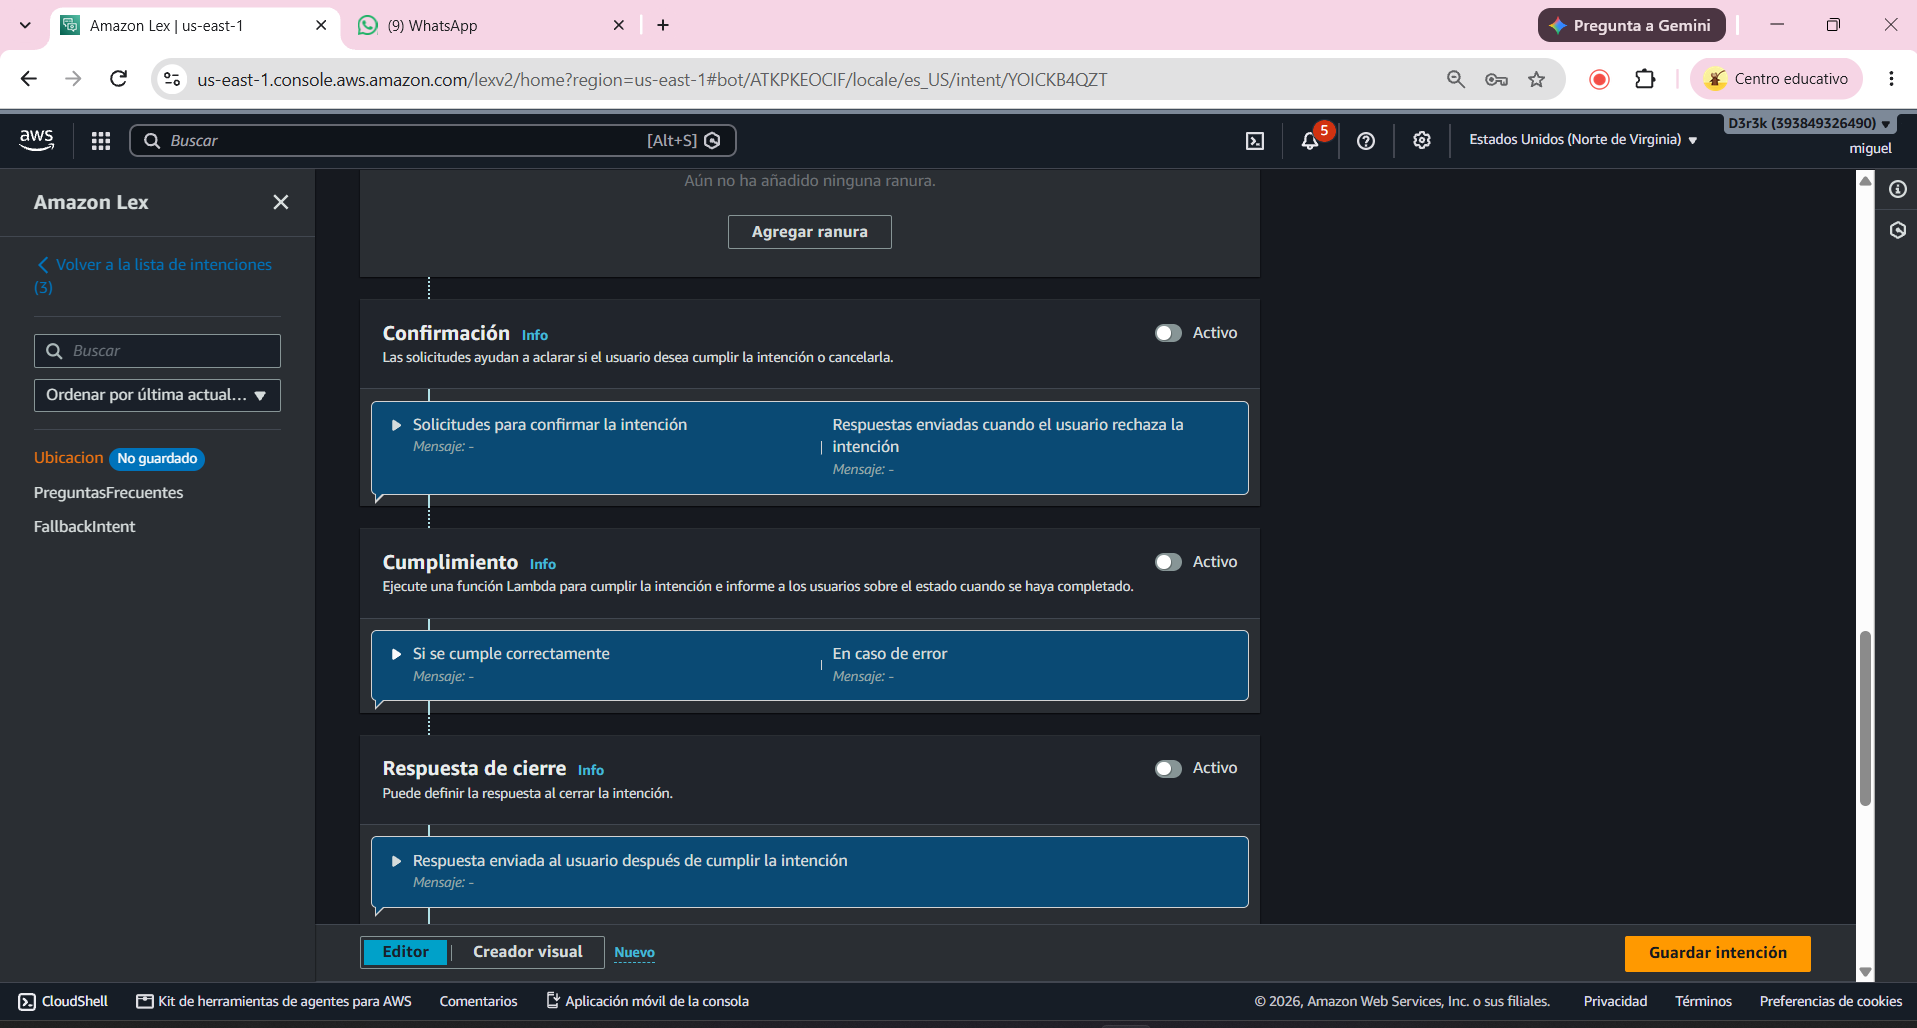 Amazon Lex | us-east-1
(9) WhatsApp
Pregunta a Gemini
us-east-1.console.aws.amazon.com/lexv2/home?region=us-east-1#bot/ATKPKEOCIF/locale/es_US/intent/YOICKB4QZT
Centro educativo
aws
Buscar
[Alt+S]
5
Estados Unidos (Norte de Virginia)
D3r3k (393849326490)
miguel
Amazon Lex
Volver a la lista de intenciones
(3)
Buscar
Ordenar por última actual...
Ubicacion No guardado
PreguntasFrecuentes
FallbackIntent
Aún no ha añadido ninguna ranura.
Agregar ranura
Confirmación Info
Activo
Las solicitudes ayudan a aclarar si el usuario desea cumplir la intención o cancelarla.
Solicitudes para confirmar la intención
Mensaje: -
Respuestas enviadas cuando el usuario rechaza la
intención
Mensaje: -
Cumplimiento Info
Activo
Ejecute una función Lambda para cumplir la intención e informe a los usuarios sobre el estado cuando se haya completado.
Si se cumple correctamente
Mensaje: -
En caso de error
Mensaje: -
Respuesta de cierre Info
Activo
Puede definir la respuesta al cerrar la intención.
Respuesta enviada al usuario después de cumplir la intención
Mensaje: -
Editor
Creador visual
Nuevo
Guardar intención
CloudShell
Kit de herramientas de agentes para AWS
Comentarios
Aplicación móvil de la consola
© 2026, Amazon Web Services, Inc. o sus filiales.
Privacidad
Términos
Preferencias de cookies